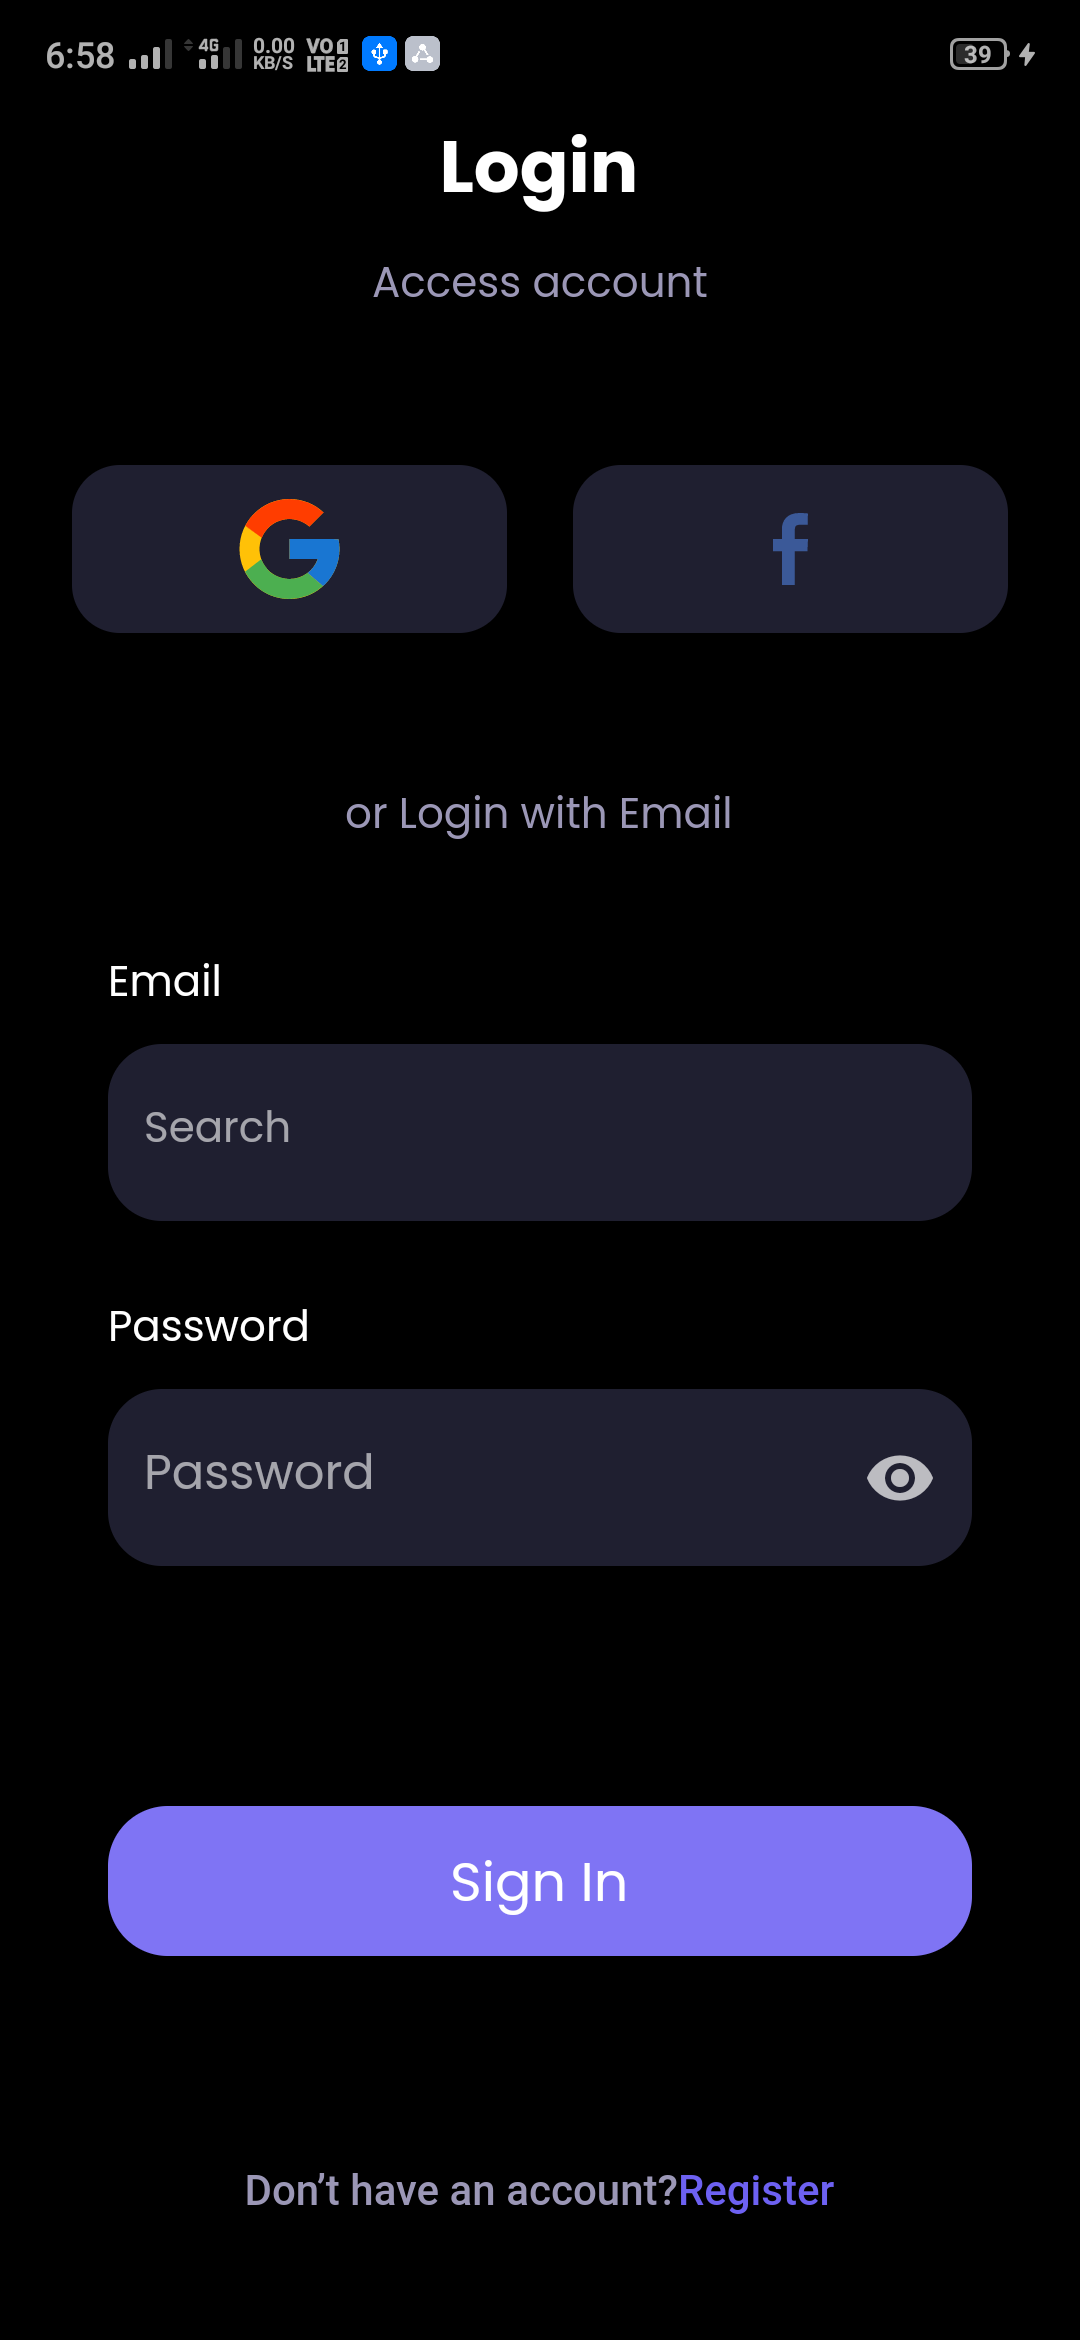 6:58 4G 0.00 KB/S VO LTE 1 2 39
Login
Access account
or Login with Email
Email
Search
Password
Password
Sign In
Don’t have an account?Register